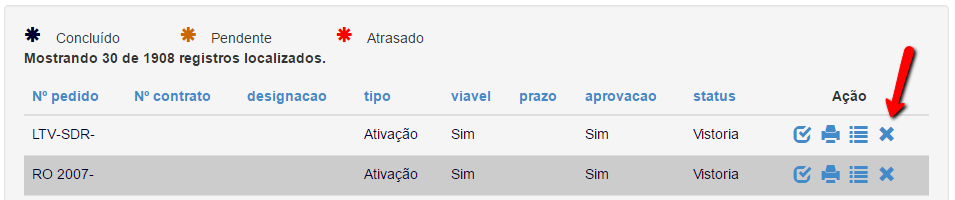 Concluído Pendente Atrasado
Mostrando 30 de 1908 registros localizados.
Nº pedido Nº contrato designacao tipo viavel prazo aprovacao status Ação
LTV-SDR- Ativação Sim Sim Vistoria
RO 2007- Ativação Sim Sim Vistoria